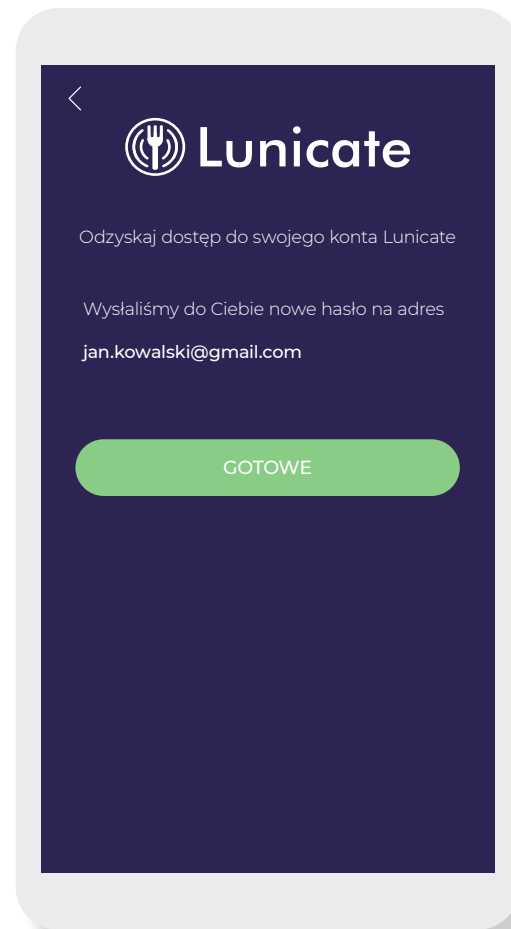 Lunicate
Odzyskaj dostęp do swojego konta Lunicate
Wysłaliśmy do Ciebie nowe hasło na adres
jan.kowalski@gmail.com
GOTOWE